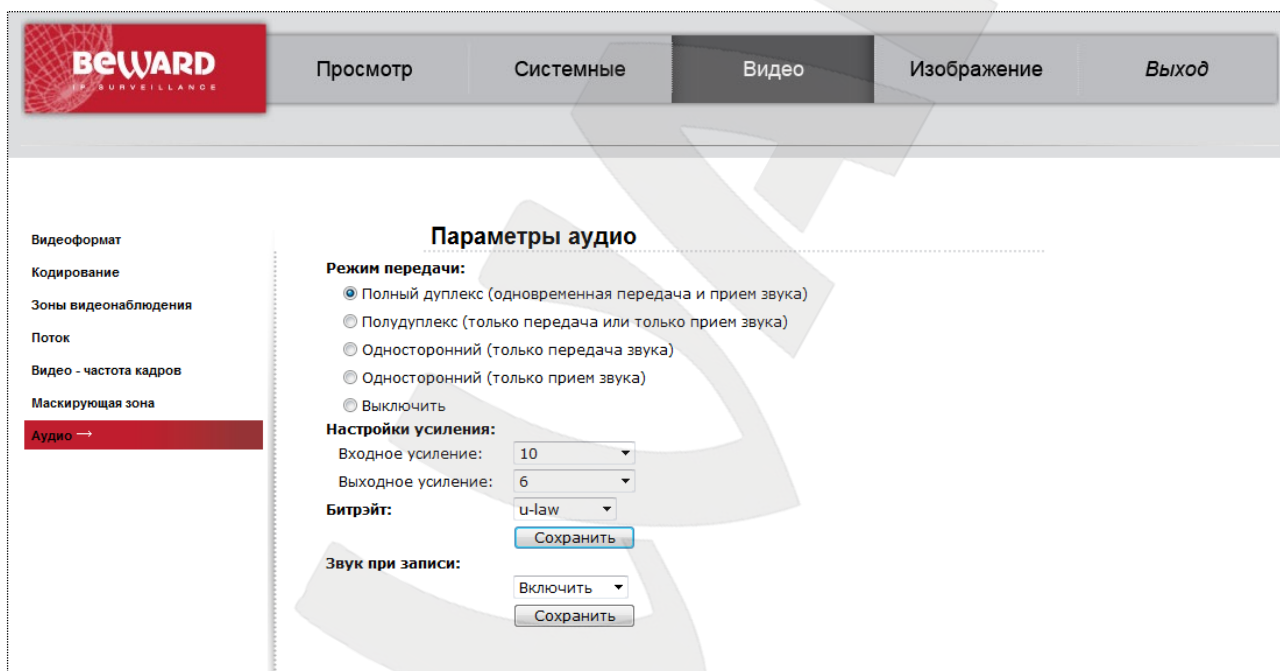 BEWARD
IP SURVEILLANCE
Просмотр
Системные
Видео
Изображение
Выход
Видеоформат
Кодирование
Зоны видеонаблюдения
Поток
Видео - частота кадров
Маскирующая зона
Аудио →
Параметры аудио
Режим передачи:
Полный дуплекс (одновременная передача и прием звука)
Полудуплекс (только передача или только прием звука)
Односторонний (только передача звука)
Односторонний (только прием звука)
Выключить
Настройки усиления:
Входное усиление: 10
Выходное усиление: 6
Битрэйт: u-law
Сохранить
Звук при записи:
Включить
Сохранить